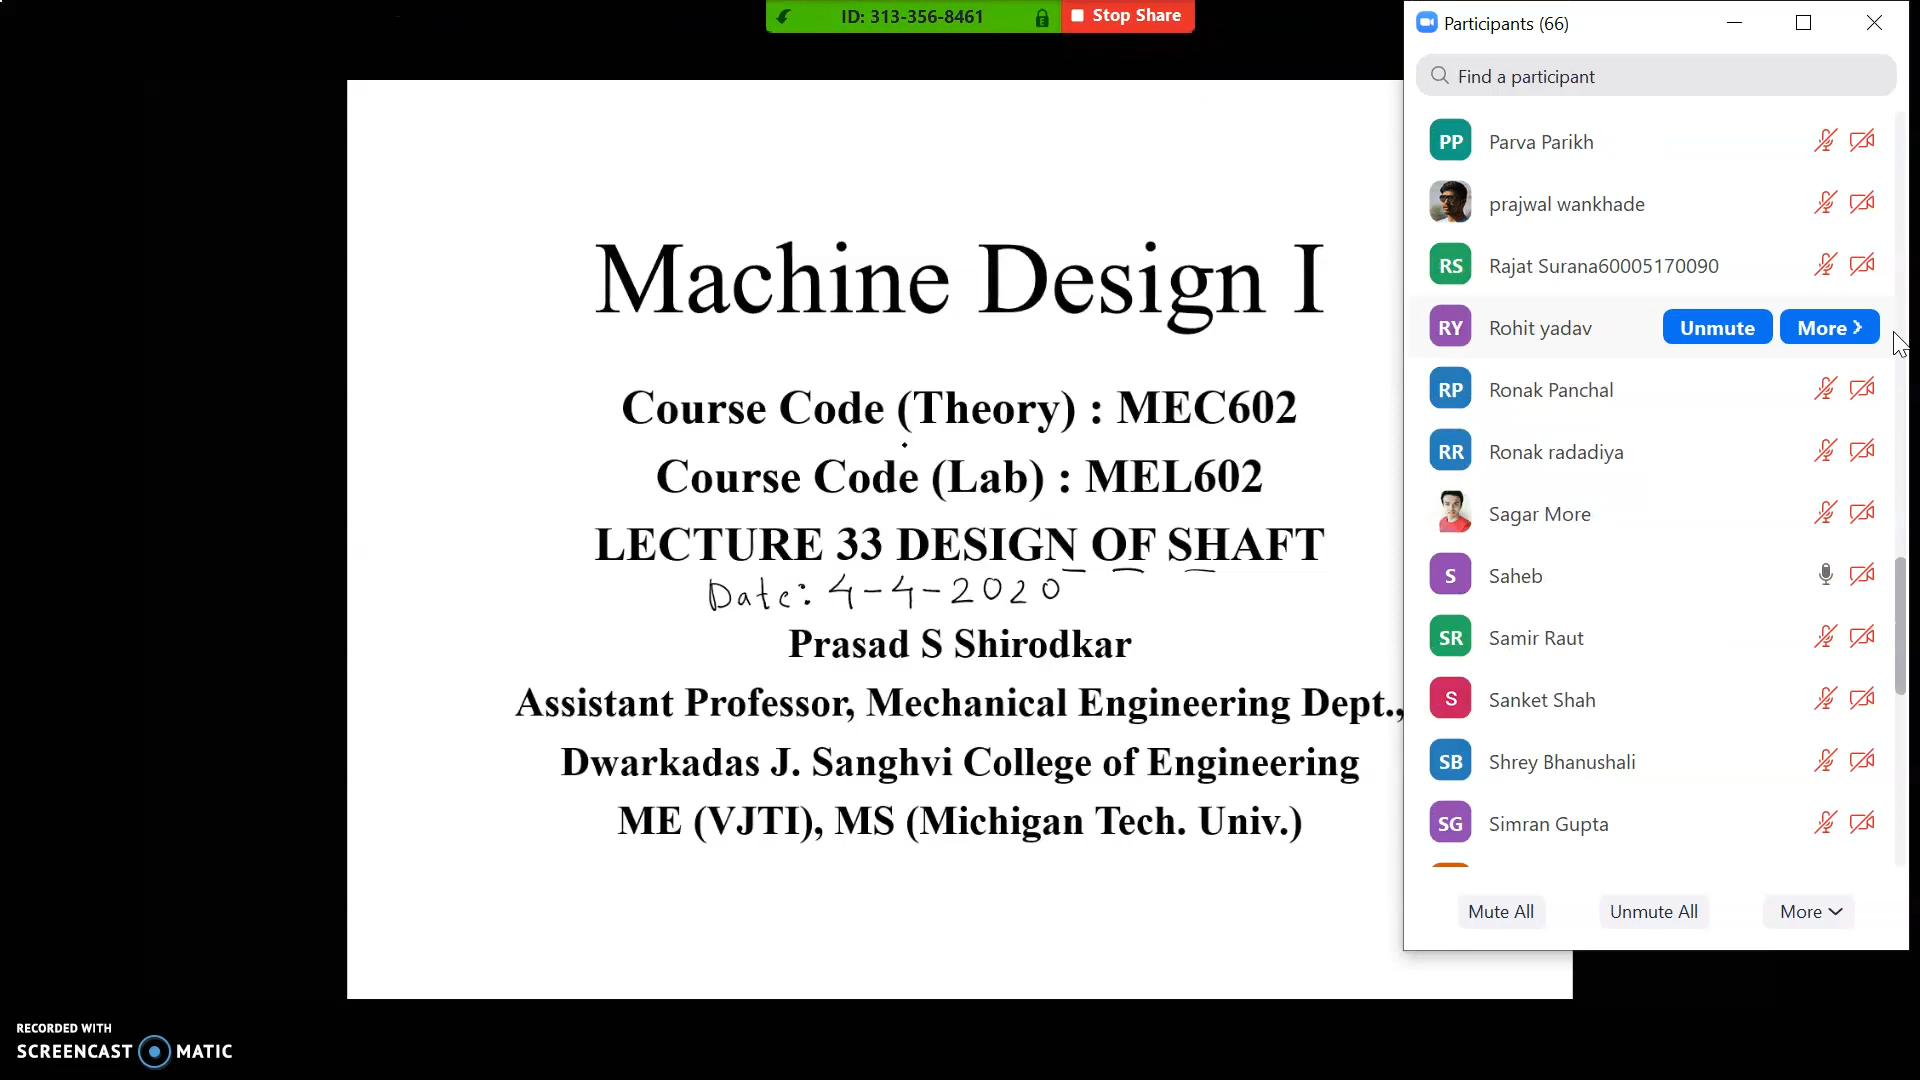 ID: 313-356-8461
Stop Share
Machine Design I
Course Code (Theory) : MEC602
Course Code (Lab) : MEL602
LECTURE 33 DESIGN OF SHAFT
Date: 4-4-2020
Prasad S Shirodkar
Assistant Professor, Mechanical Engineering Dept.,
Dwarkadas J. Sanghvi College of Engineering
ME (VJTI), MS (Michigan Tech. Univ.)
Participants (66)
Find a participant
PP Parva Parikh
prajwal wankhade
RS Rajat Surana60005170090
RY Rohit yadav Unmute More
RP Ronak Panchal
RR Ronak radadiya
Sagar More
S Saheb
SR Samir Raut
S Sanket Shah
SB Shrey Bhanushali
SG Simran Gupta
Mute All Unmute All More
RECORDED WITH
SCREENCAST MATIC